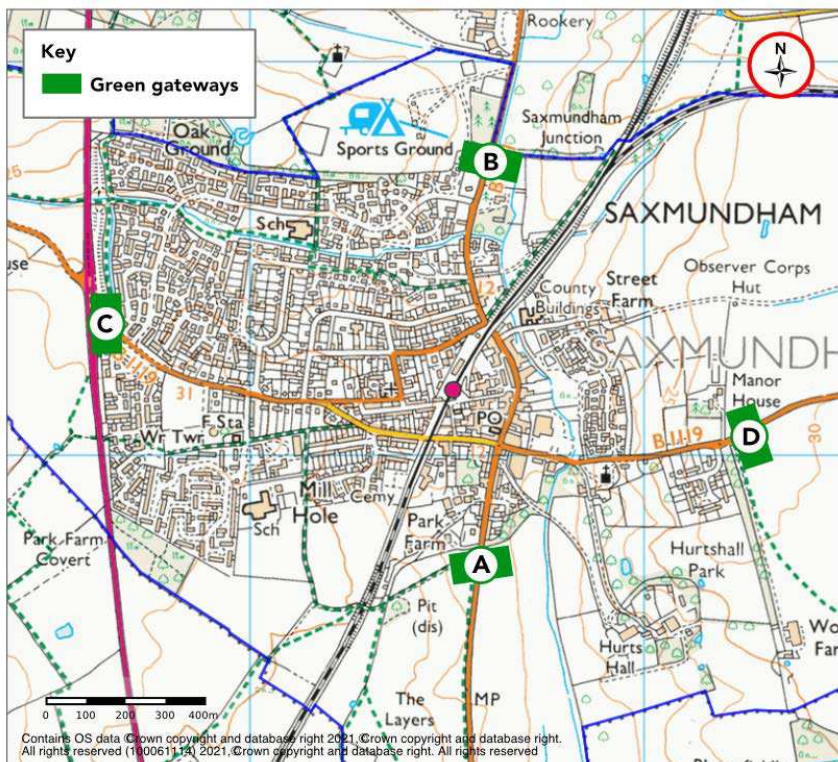 Key
Green gateways
N
Rookery
Oak
Ground
Sports Ground
Saxmundham
Junction
B
25
SAXMUNDHAM
Sch
12
County
Buildings
Street
Farm
Observer Corps
Hut
C
B1119
31
Manor
House
PO
F Sta
Wr Twr
12
B 1119
D
30
Mill
Hole
Cemy
Sch
Park
Farm
Park Farm
Covert
A
Hurtshall
Park
Pit
(dis)
Hurts
Hall
The
Layers
MP
0 100 200 300 400m
Contains OS data © Crown copyright and database right 2021, Crown copyright and database right.
All rights reserved (100061114) 2021, Crown copyright and database right. All rights reserved